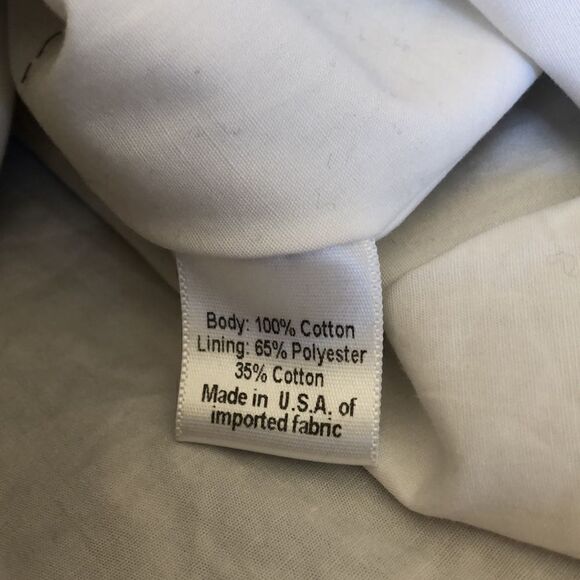 Body: 100% Cotton
Lining: 65% Polyester
35% Cotton
Made in U.S.A. of
imported fabric